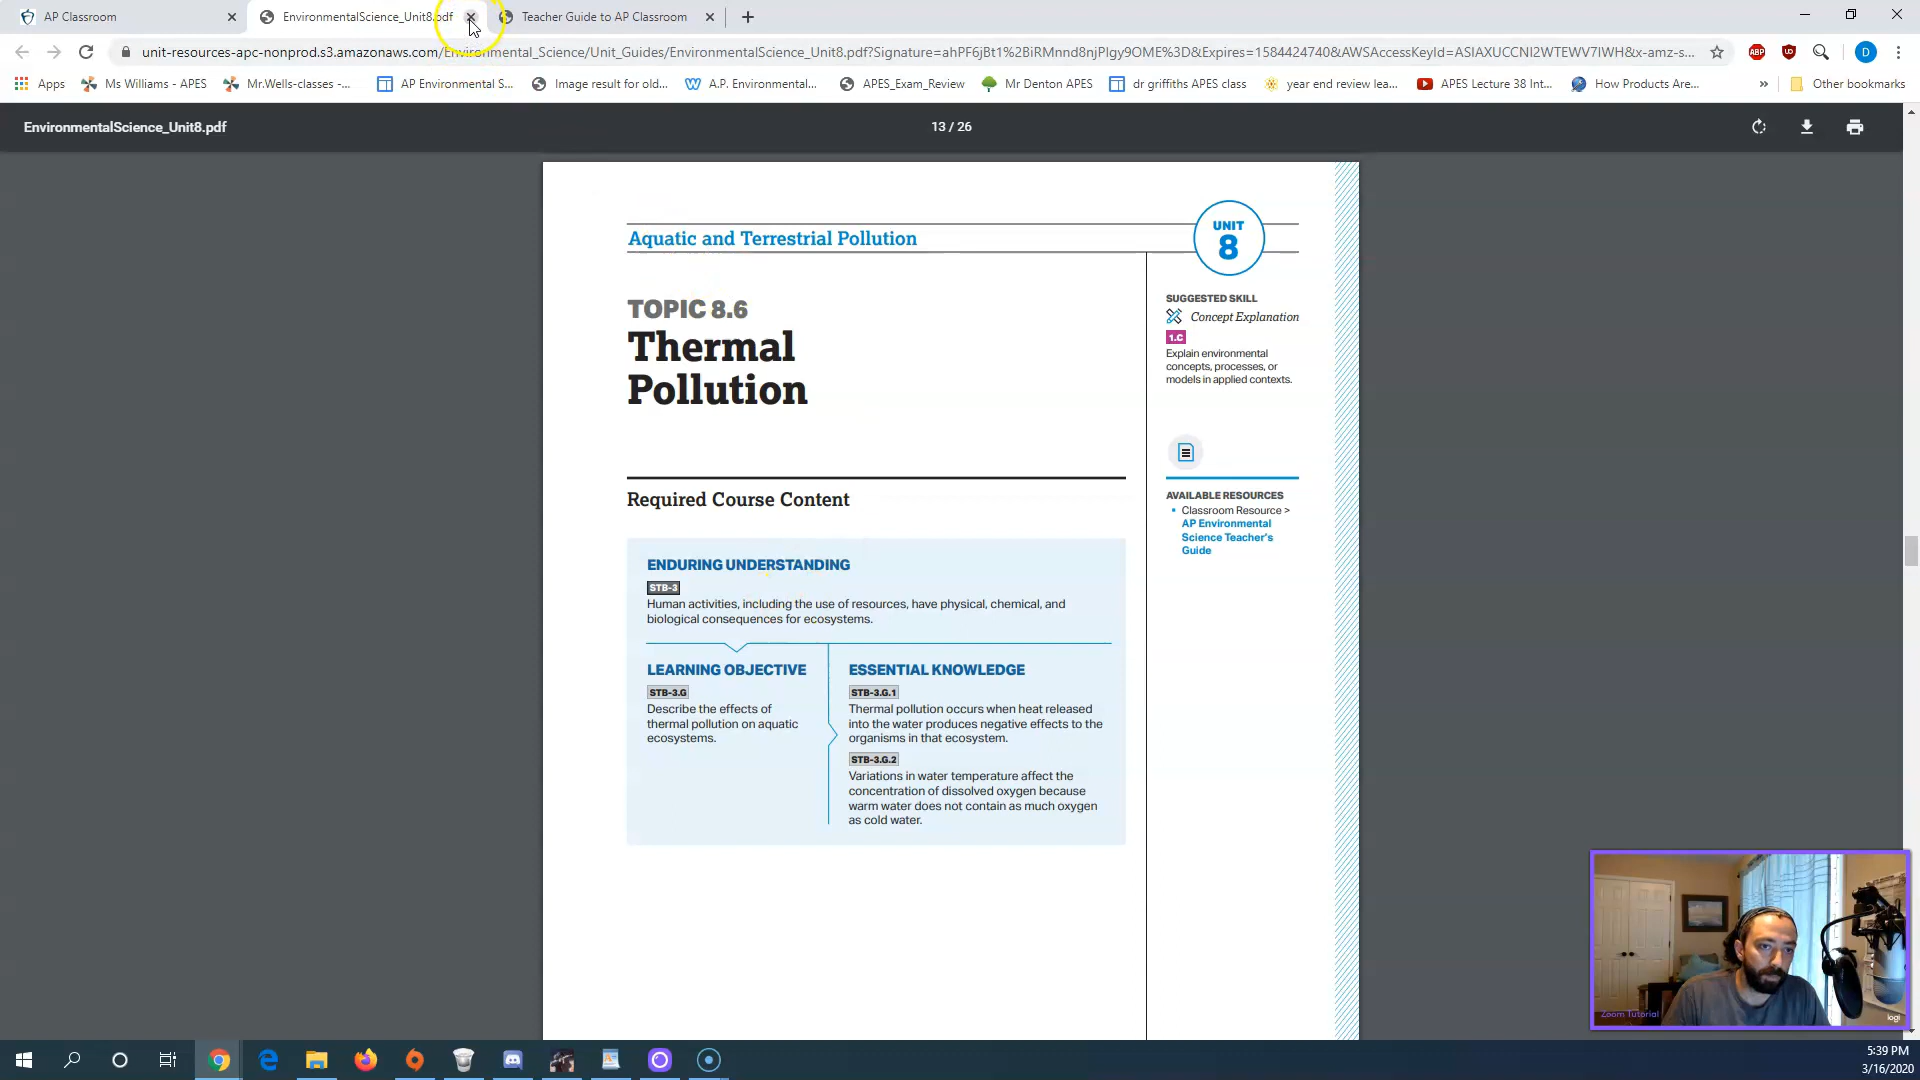 AP Classroom
EnvironmentalScience_Unit8.pdf
Teacher Guide to AP Classroom
unit-resources-apc-nonprod.s3.amazonaws.com/Environmental_Science/Unit_Guides/EnvironmentalScience_Unit8.pdf?Signature=ahPF6jBt1%2BiRMnnd8njPIgy9OME%3D&Expires=1584424740&AWSAccessKeyId=ASIAXUCCNI2WTEWV7IWH&x-amz-s...
ABP
D
Apps
Ms Williams - APES
Mr.Wells-classes -...
AP Environmental S...
Image result for old...
A.P. Environmental...
APES_Exam_Review
Mr Denton APES
dr griffiths APES class
year end review lea...
APES Lecture 38 Int...
How Products Are...
»
Other bookmarks
EnvironmentalScience_Unit8.pdf
13 / 26
Aquatic and Terrestrial Pollution
UNIT
8
TOPIC 8.6
Thermal
Pollution
SUGGESTED SKILL
Concept Explanation
1.C
Explain environmental
concepts, processes, or
models in applied contexts.
AVAILABLE RESOURCES
• Classroom Resource >
AP Environmental
Science Teacher's
Guide
Required Course Content
ENDURING UNDERSTANDING
STB-3
Human activities, including the use of resources, have physical, chemical, and
biological consequences for ecosystems.
LEARNING OBJECTIVE
STB-3.G
Describe the effects of
thermal pollution on aquatic
ecosystems.
ESSENTIAL KNOWLEDGE
STB-3.G.1
Thermal pollution occurs when heat released
into the water produces negative effects to the
organisms in that ecosystem.
STB-3.G.2
Variations in water temperature affect the
concentration of dissolved oxygen because
warm water does not contain as much oxygen
as cold water.
Zoom Tutorial
logi
5:39 PM
3/16/2020